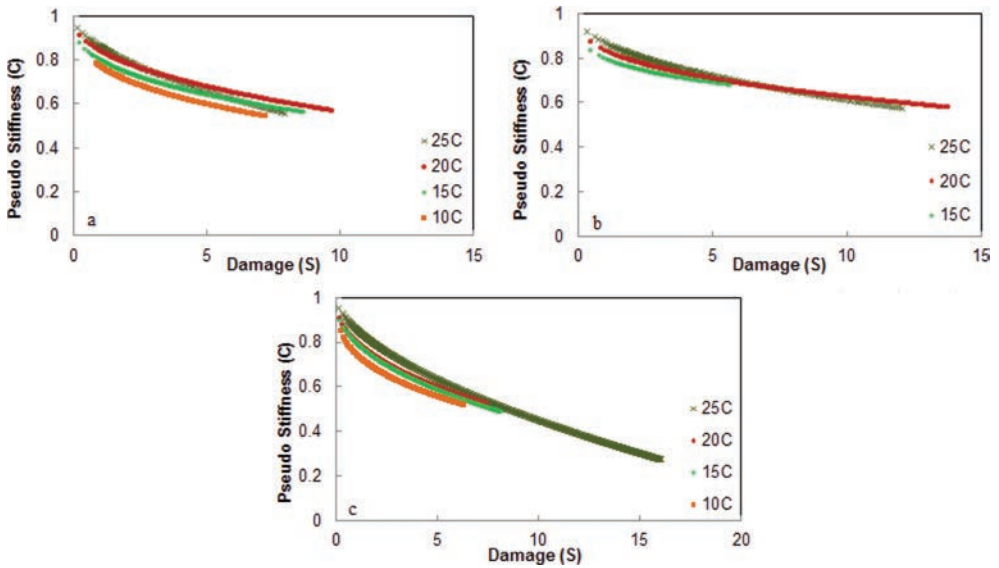 Pseudo Stiffness (C)
1
0.8
0.6
0.4
0.2
0
a
25C
20C
15C
10C
0 5 10 15
Damage (S)
Pseudo Stiffness (C)
1
0.8
0.6
0.4
0.2
0
b
25C
20C
15C
0 5 10 15
Damage (S)
Pseudo Stiffness (C)
1
0.8
0.6
0.4
0.2
0
c
25C
20C
15C
10C
0 5 10 15 20
Damage (S)